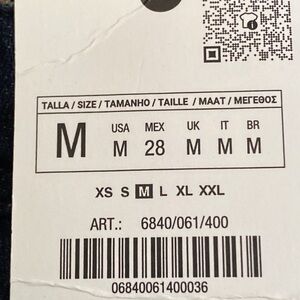 TALLA / SIZE / TAMANHO / TAILLE / MAAT / ΜΕΓΕΘΟΣ
USA MEX UK IT BR
M M 28 M M M
XS S M L XL XXL
ART.: 6840/061/400
06840061400036